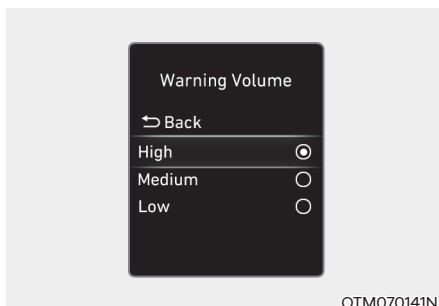 Warning Volume
Back
High
Medium
Low
OTM070141N